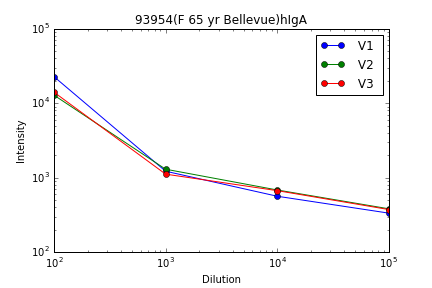 93954(F 65 yr Bellevue)hIgA
10^5
10^4
10^3
10^2
Intensity
V1
V2
V3
10^2 10^3 10^4 10^5
Dilution